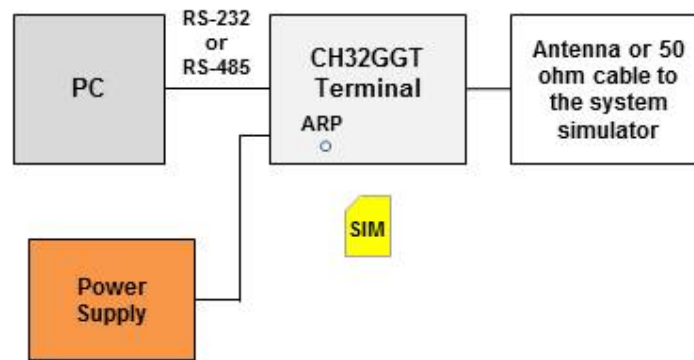 PC
RS-232
or
RS-485
CH32GGT
Terminal
ARP
Antenna or 50
ohm cable to
the system
simulator
SIM
Power
Supply